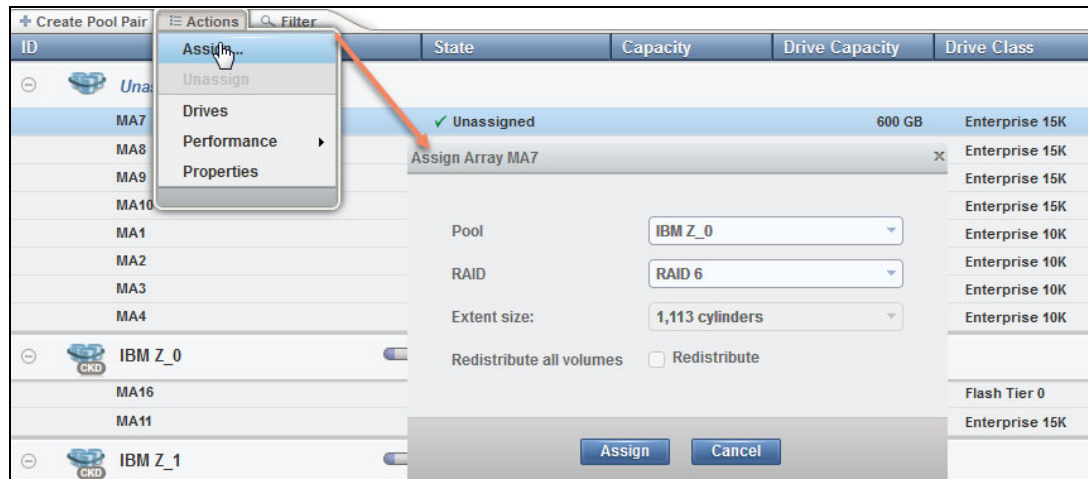 Create Pool Pair Actions Filter
ID State Capacity Drive Capacity Drive Class
Assign...
Unassign
Drives
Performance
Properties
MA7 Unassigned 600 GB Enterprise 15K
MA8 Enterprise 15K
MA9 Enterprise 15K
MA10 Enterprise 15K
MA1 Enterprise 10K
MA2 Enterprise 10K
MA3 Enterprise 10K
MA4 Enterprise 10K
CKD IBM Z_0
MA16 Flash Tier 0
MA11 Enterprise 15K
CKD IBM Z_1
Assign Array MA7 x
Pool IBM Z_0
RAID RAID 6
Extent size: 1,113 cylinders
Redistribute all volumes Redistribute
Assign Cancel